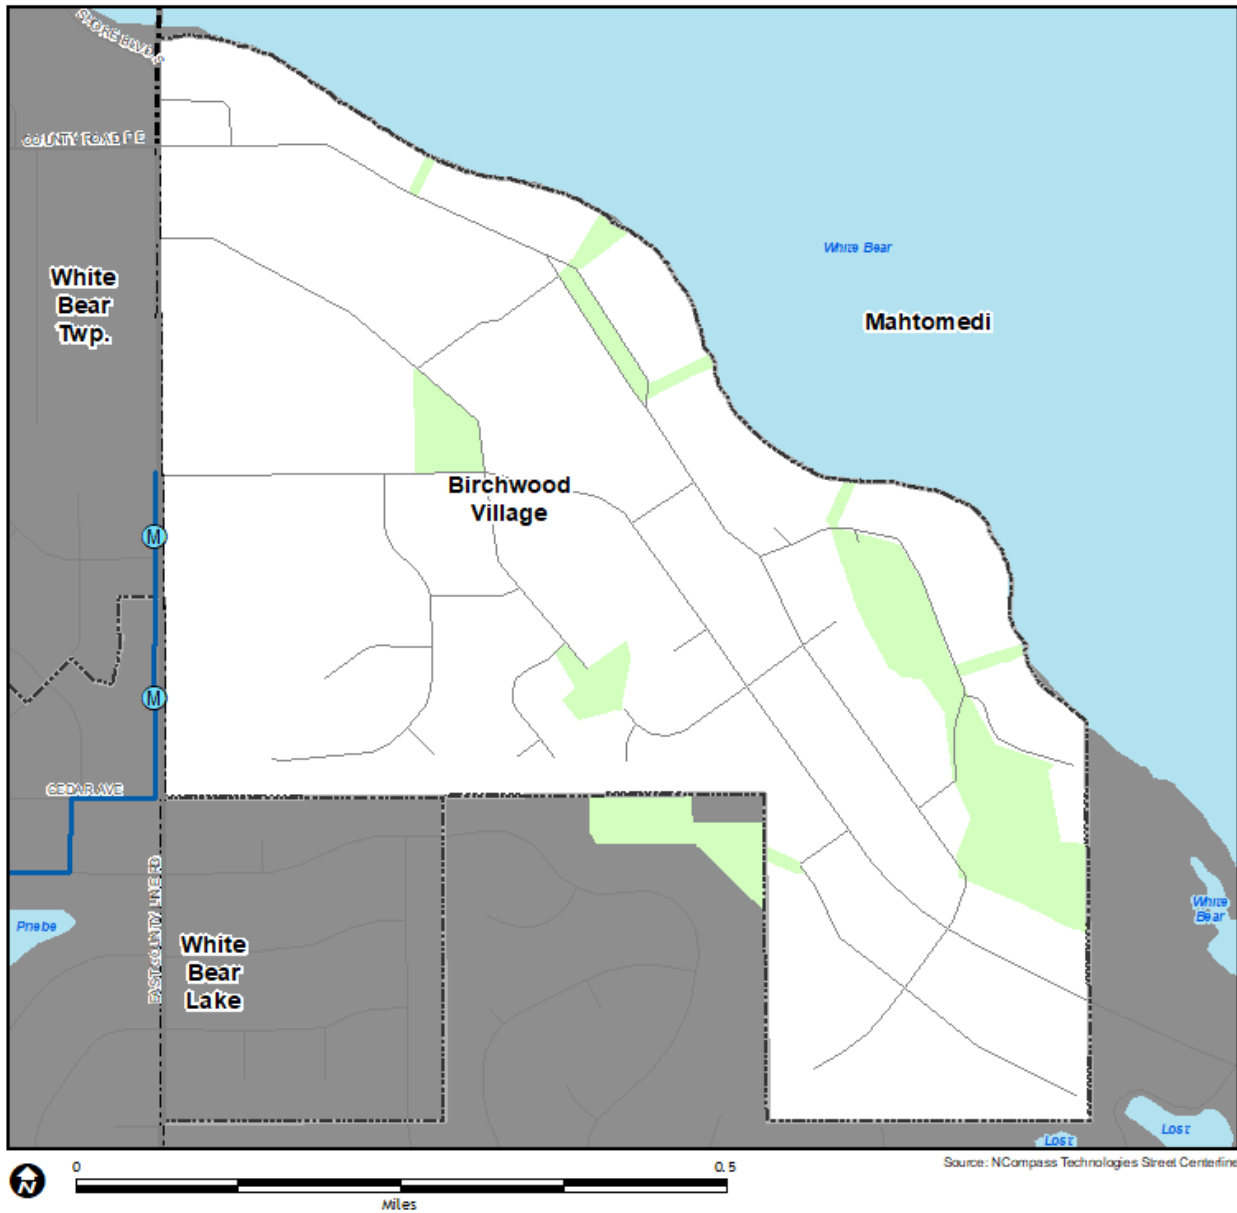 SHORE BLVD S
COUNTY ROAD F E
White Bear
White
Bear
Twp.
Mahtomedi
Birchwood
Village
M
M
CEDAR AVE
EAST COUNTY LINE RD
White
Bear
Priebe
White
Bear
Lake
Lost
Lost
N
0
0.5
Miles
Source: NCompass Technologies Street Centerline